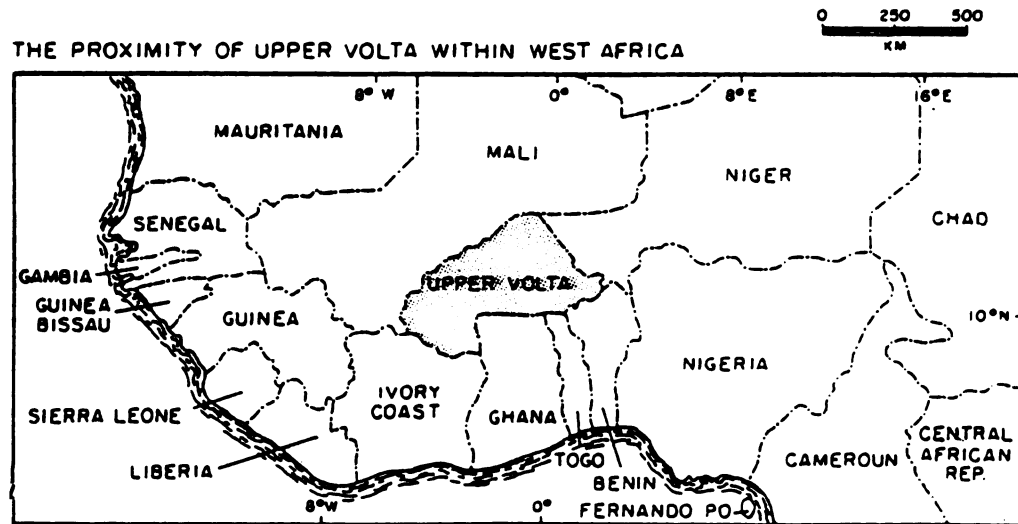 0 250 500
KM
THE PROXIMITY OF UPPER VOLTA WITHIN WEST AFRICA
8° W 0° 8° E 16° E
MAURITANIA
MALI
NIGER
SENEGAL
CHAD
GAMBIA
UPPER VOLTA
GUINEA
BISSAU
GUINEA
10° N
NIGERIA
IVORY
COAST
SIERRA LEONE
GHANA
CENTRAL
AFRICAN
REP.
LIBERIA
TOGO
CAMEROUN
BENIN
8° W 0°
FERNANDO PO